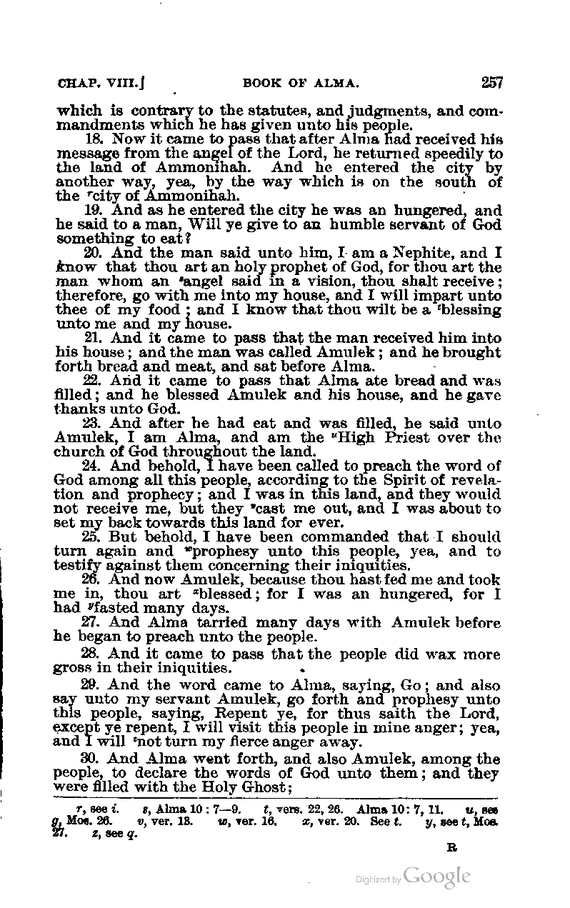 CHAP. VIII.]
BOOK OF ALMA.
257
which is contrary to the statutes, and judgments, and com-
mandments which he has given unto his people.
18. Now it came to pass that after Alma had received his
message from the angel of the Lord, he returned speedily to
the land of Ammonihah. And he entered the city by
another way, yea, by the way which is on the south of
the ʳcity of Ammonihah.
19. And as he entered the city he was an hungered, and
he said to a man, Will ye give to an humble servant of God
something to eat?
20. And the man said unto him, I am a Nephite, and I
know that thou art an holy prophet of God, for thou art the
man whom an ˢangel said in a vision, thou shalt receive;
therefore, go with me into my house, and I will impart unto
thee of my food; and I know that thou wilt be a ᵗblessing
unto me and my house.
21. And it came to pass that the man received him into
his house; and the man was called Amulek; and he brought
forth bread and meat, and sat before Alma.
22. And it came to pass that Alma ate bread and was
filled; and he blessed Amulek and his house, and he gave
thanks unto God.
23. And after he had eat and was filled, he said unto
Amulek, I am Alma, and am the ᵘHigh Priest over the
church of God throughout the land.
24. And behold, I have been called to preach the word of
God among all this people, according to the Spirit of revela-
tion and prophecy; and I was in this land, and they would
not receive me, but they ᵛcast me out, and I was about to
set my back towards this land for ever.
25. But behold, I have been commanded that I should
turn again and ʷprophesy unto this people, yea, and to
testify against them concerning their iniquities.
26. And now Amulek, because thou hast fed me and took
me in, thou art ˣblessed; for I was an hungered, for I
had ʸfasted many days.
27. And Alma tarried many days with Amulek before
he began to preach unto the people.
28. And it came to pass that the people did wax more
gross in their iniquities.
29. And the word came to Alma, saying, Go; and also
say unto my servant Amulek, go forth and prophesy unto
this people, saying, Repent ye, for thus saith the Lord,
except ye repent, I will visit this people in mine anger; yea,
and I will ᶻnot turn my fierce anger away.
30. And Alma went forth, and also Amulek, among the
people, to declare the words of God unto them; and they
were filled with the Holy Ghost;
r, see i. s, Alma 10: 7—9. t, vers. 22, 26. Alma 10: 7, 11. u, see
g, Mos. 26. v, ver. 13. w, ver. 16. x, ver. 20. See t. y, see t, Mos.
27. z, see q.
R
Digitized by Google